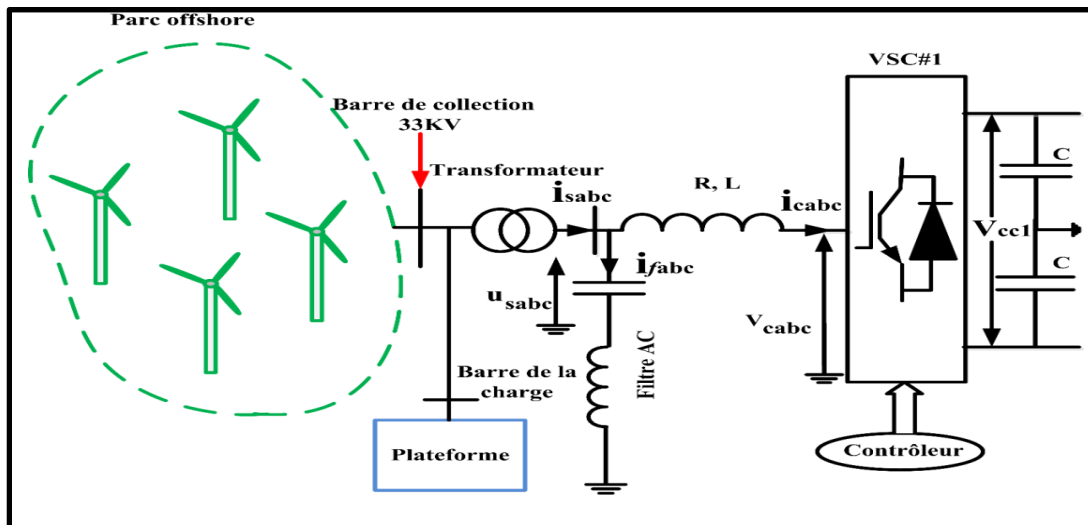 Parc offshore
Barre de collection
33KV
Transformateur
isabc
R, L
icabc
VSC#1
C
Vcc1
C
ifabc
usabc
Vcabc
Filtre AC
Barre de la
charge
Plateforme
Contrôleur